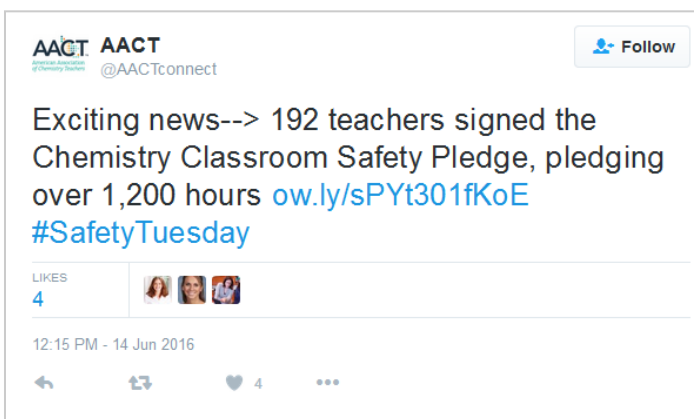 AACT
American Association
of Chemistry Teachers
AACT
@AACTconnect
Follow
Exciting news--> 192 teachers signed the
Chemistry Classroom Safety Pledge, pledging
over 1,200 hours ow.ly/sPYt301fKoE
#SafetyTuesday
LIKES
4
12:15 PM - 14 Jun 2016
4